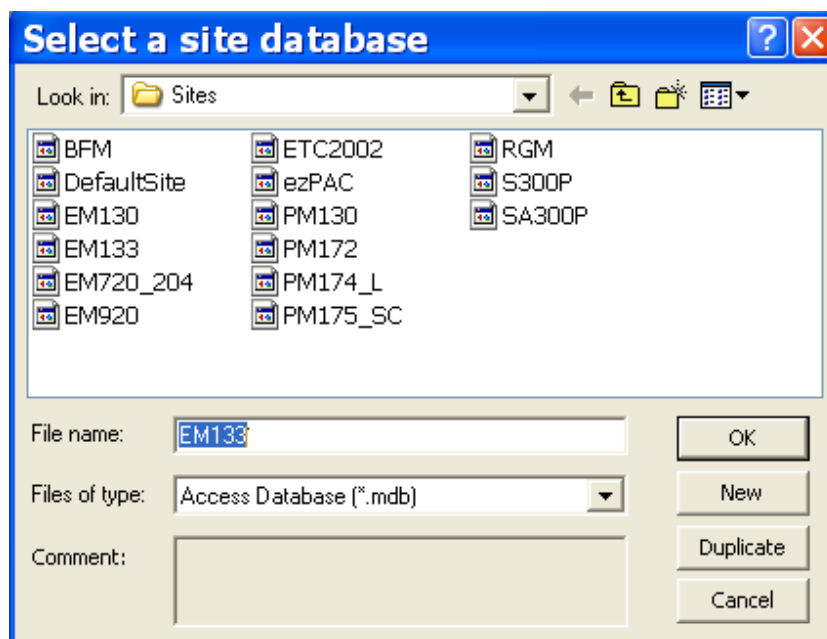 Select a site database
Look in: Sites
BFM
DefaultSite
EM130
EM133
EM720_204
EM920
ETC2002
ezPAC
PM130
PM172
PM174_L
PM175_SC
RGM
S300P
SA300P
File name: EM133
OK
Files of type: Access Database (*.mdb)
New
Comment:
Duplicate
Cancel